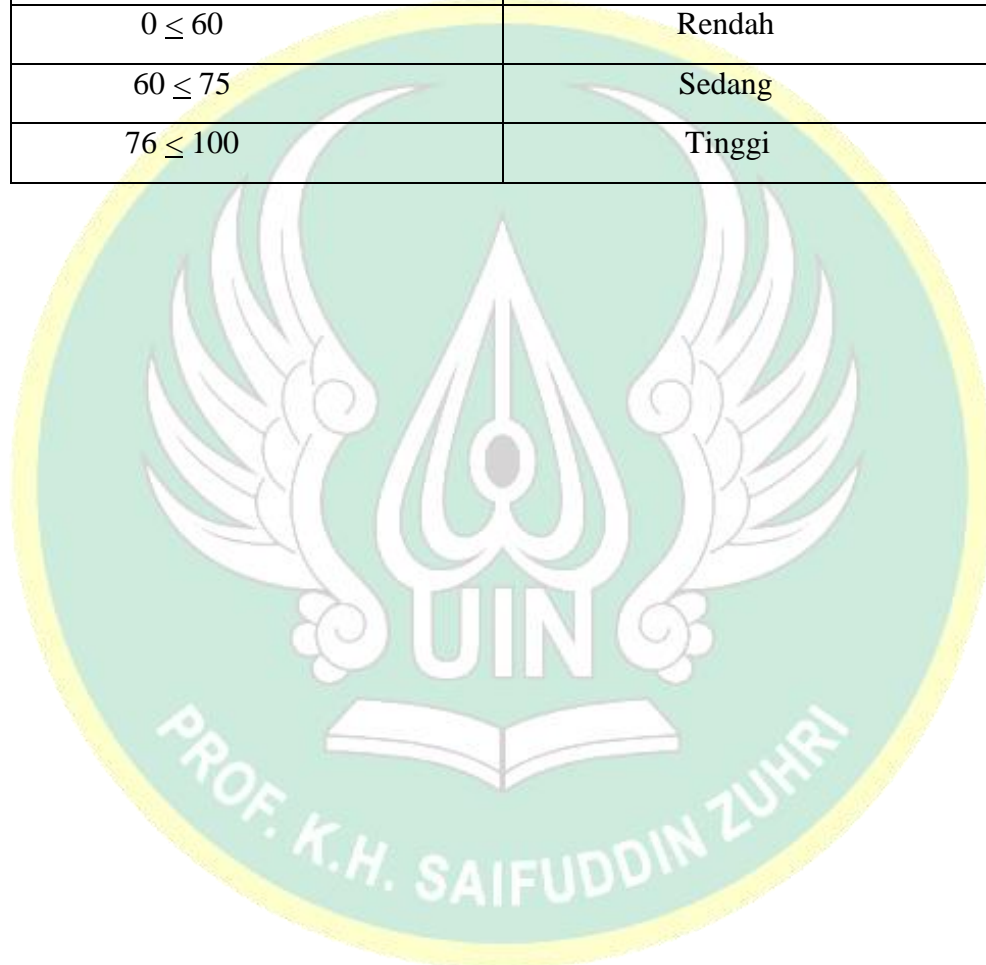 0 ≤ 60 Rendah
60 ≤ 75 Sedang
76 ≤ 100 Tinggi
UIN
PROF. K.H. SAIFUDDIN ZUHRI